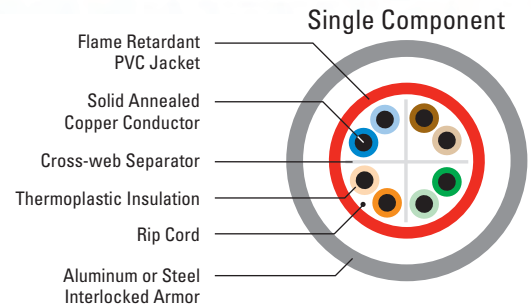 Single Component
Flame Retardant
PVC Jacket
Solid Annealed
Copper Conductor
Cross-web Separator
Thermoplastic Insulation
Rip Cord
Aluminum or Steel
Interlocked Armor